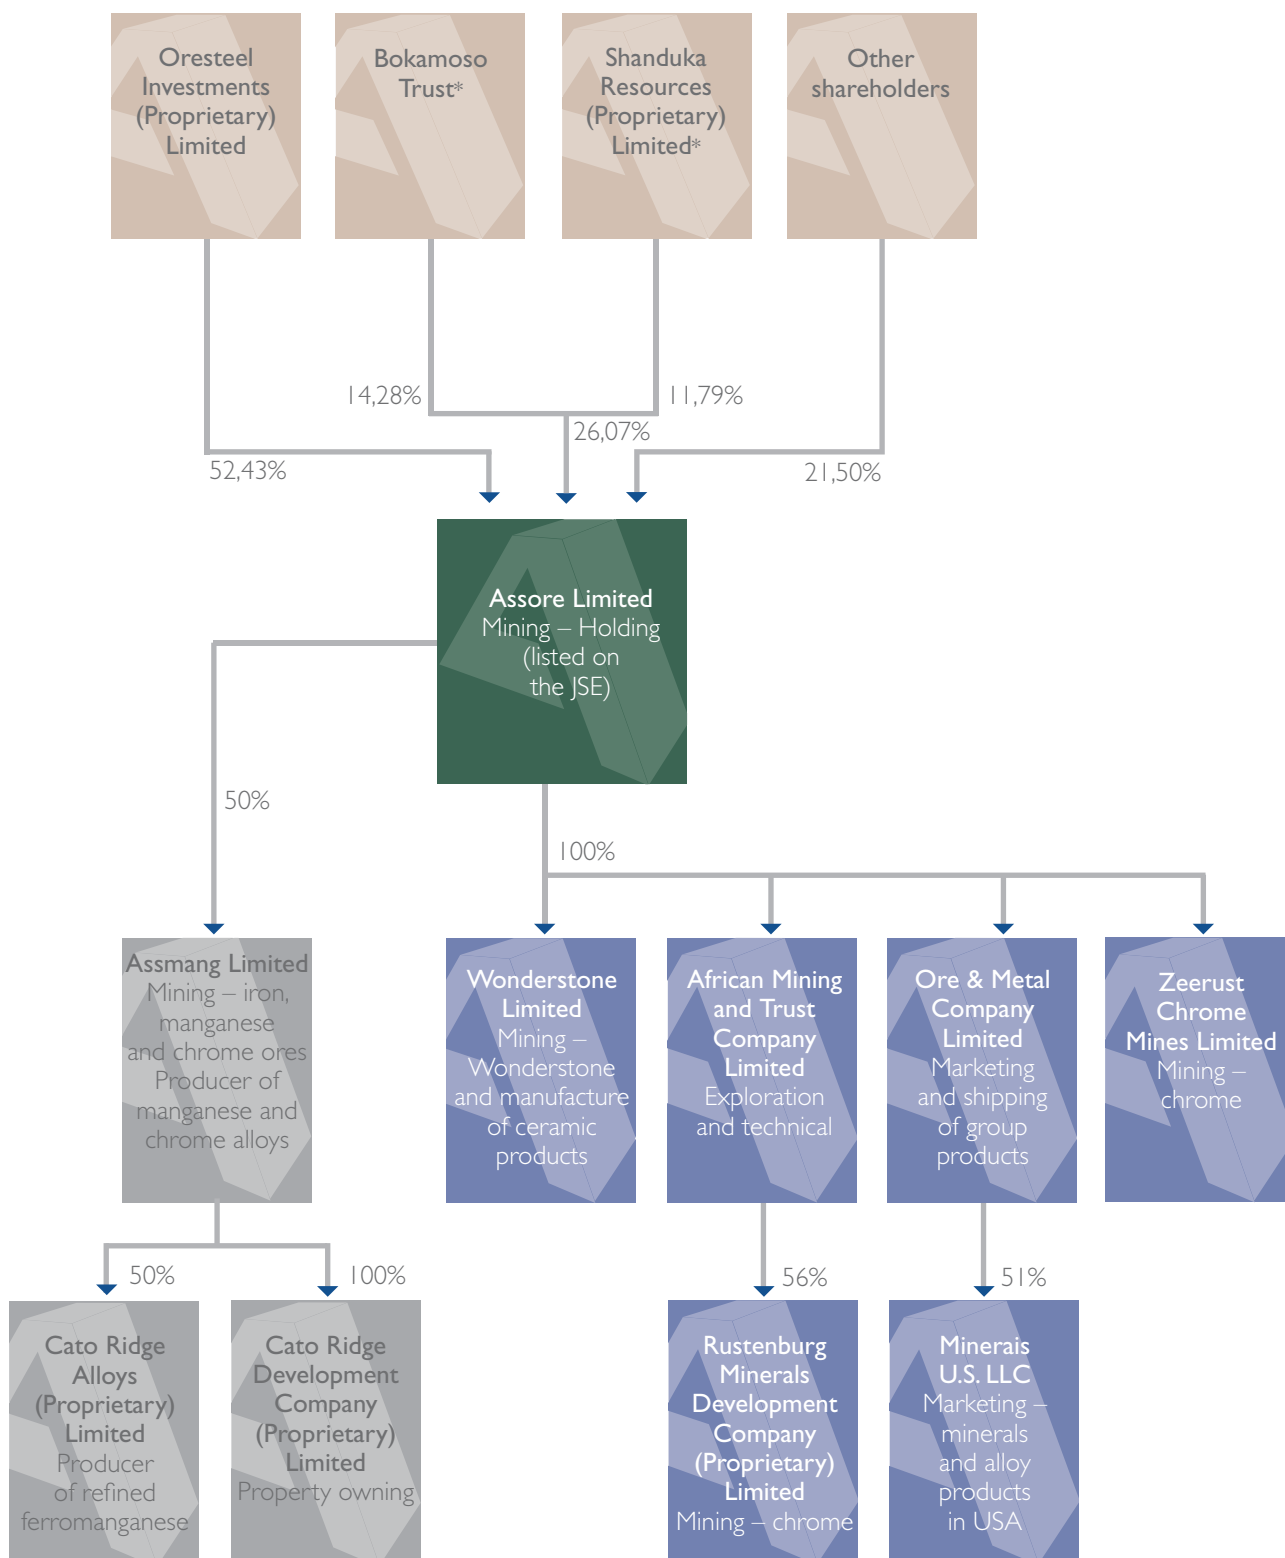 Oresteel
Investments
(Proprietary)
Limited
Bokamoso
Trust*
Shanduka
Resources
(Proprietary)
Limited*
Other
shareholders
14,28%
11,79%
26,07%
52,43%
21,50%
Assore Limited
Mining – Holding
(listed on
the JSE)
50%
100%
Assmang Limited
Mining – iron,
manganese
and chrome ores
Producer of
manganese and
chrome alloys
Wonderstone
Limited
Mining –
Wonderstone
and manufacture
of ceramic
products
African Mining
and Trust
Company
Limited
Exploration
and technical
Ore & Metal
Company
Limited
Marketing
and shipping
of group
products
Zeerust
Chrome
Mines Limited
Mining –
chrome
50%
100%
56%
51%
Cato Ridge
Alloys
(Proprietary)
Limited
Producer
of refined
ferromanganese
Cato Ridge
Development
Company
(Proprietary)
Limited
Property owning
Rustenburg
Minerals
Development
Company
(Proprietary)
Limited
Mining – chrome
Minerais
U.S. LLC
Marketing –
minerals
and alloy
products
in USA